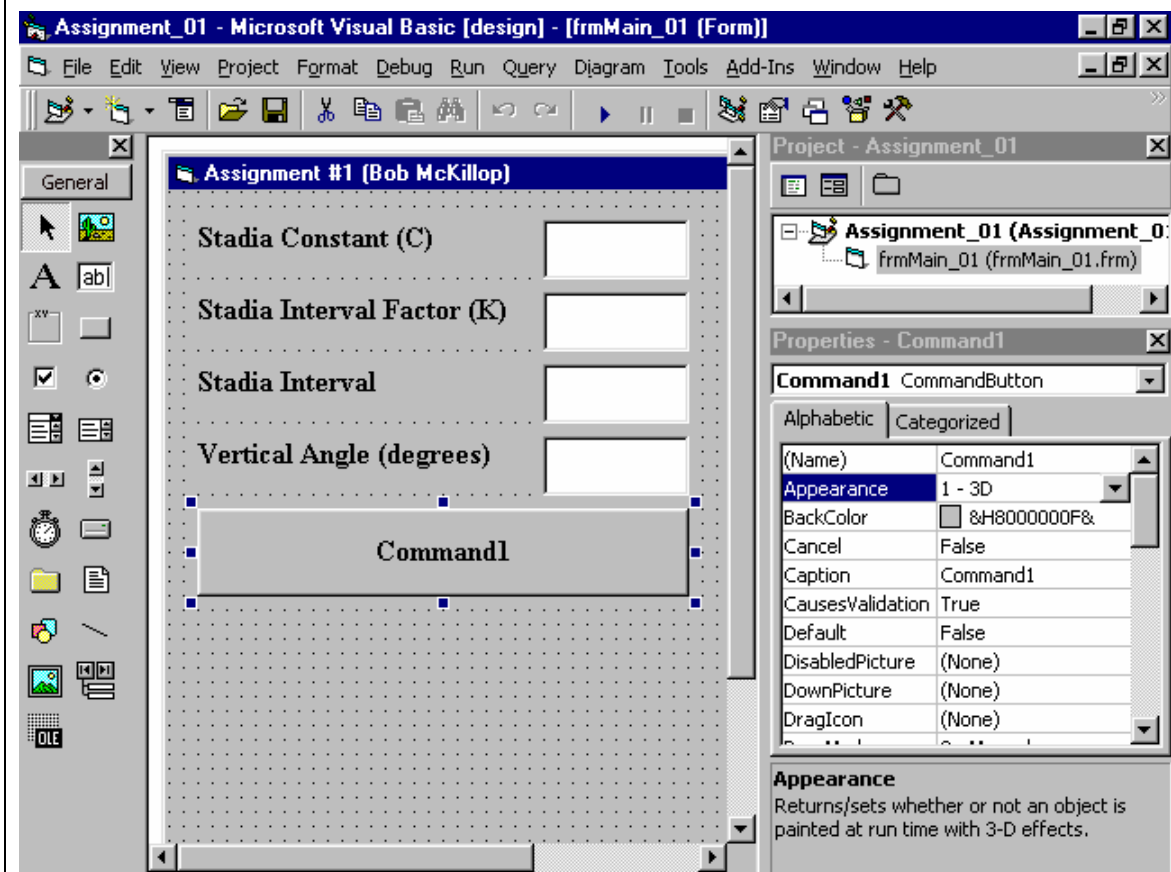 Assignment_01 - Microsoft Visual Basic [design] - [frmMain_01 (Form)]
File Edit View Project Format Debug Run Query Diagram Tools Add-Ins Window Help
General
A
ab|
XY
OLE
Assignment #1 (Bob McKillop)
Stadia Constant (C)
Stadia Interval Factor (K)
Stadia Interval
Vertical Angle (degrees)
Command1
Project - Assignment_01
Assignment_01 (Assignment_0
frmMain_01 (frmMain_01.frm)
Properties - Command1
Command1 CommandButton
Alphabetic Categorized
(Name) Command1
Appearance 1 - 3D
BackColor &H8000000F&
Cancel False
Caption Command1
CausesValidation True
Default False
DisabledPicture (None)
DownPicture (None)
DragIcon (None)
Appearance
Returns/sets whether or not an object is
painted at run time with 3-D effects.